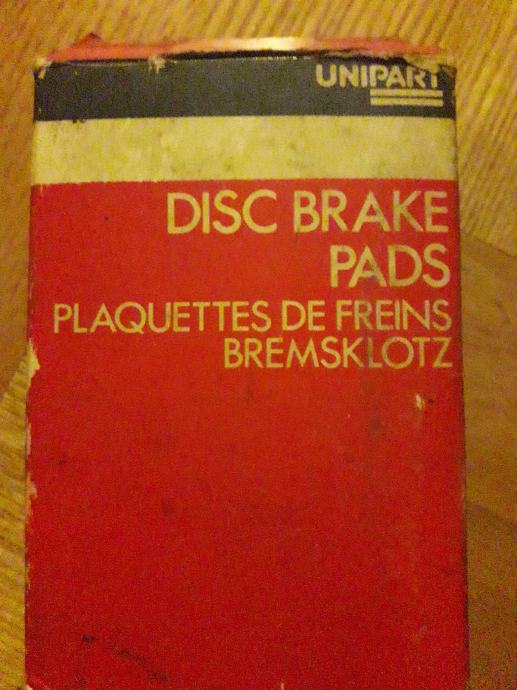 UNIPART
DISC BRAKE
PADS
PLAQUETTES DE FREINS
BREMSKLOTZ